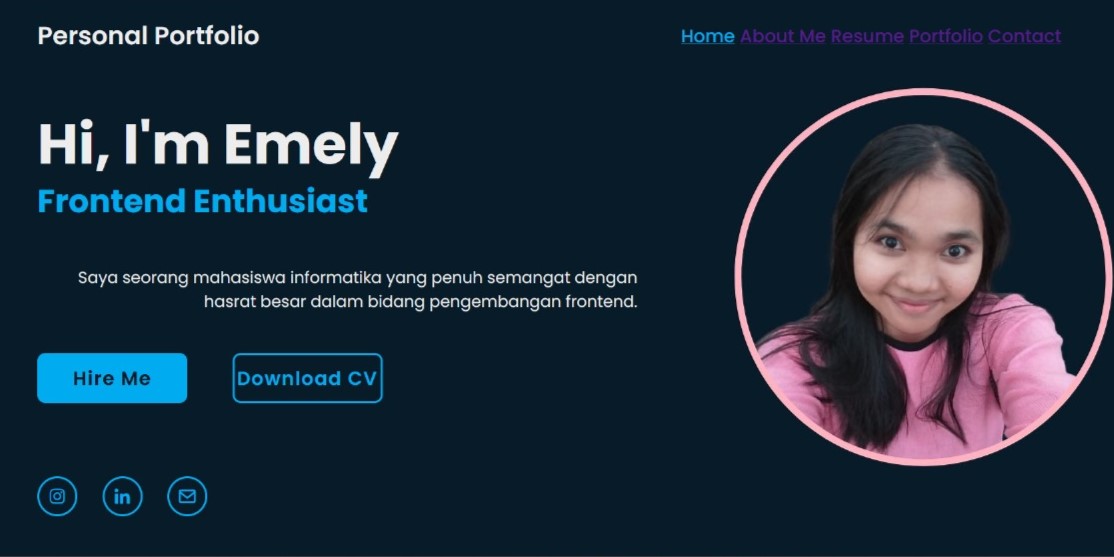 Personal Portfolio
Home About Me Resume Portfolio Contact
Hi, I'm Emely
Frontend Enthusiast
Saya seorang mahasiswa informatika yang penuh semangat dengan
hasrat besar dalam bidang pengembangan frontend.
Hire Me
Download CV
in